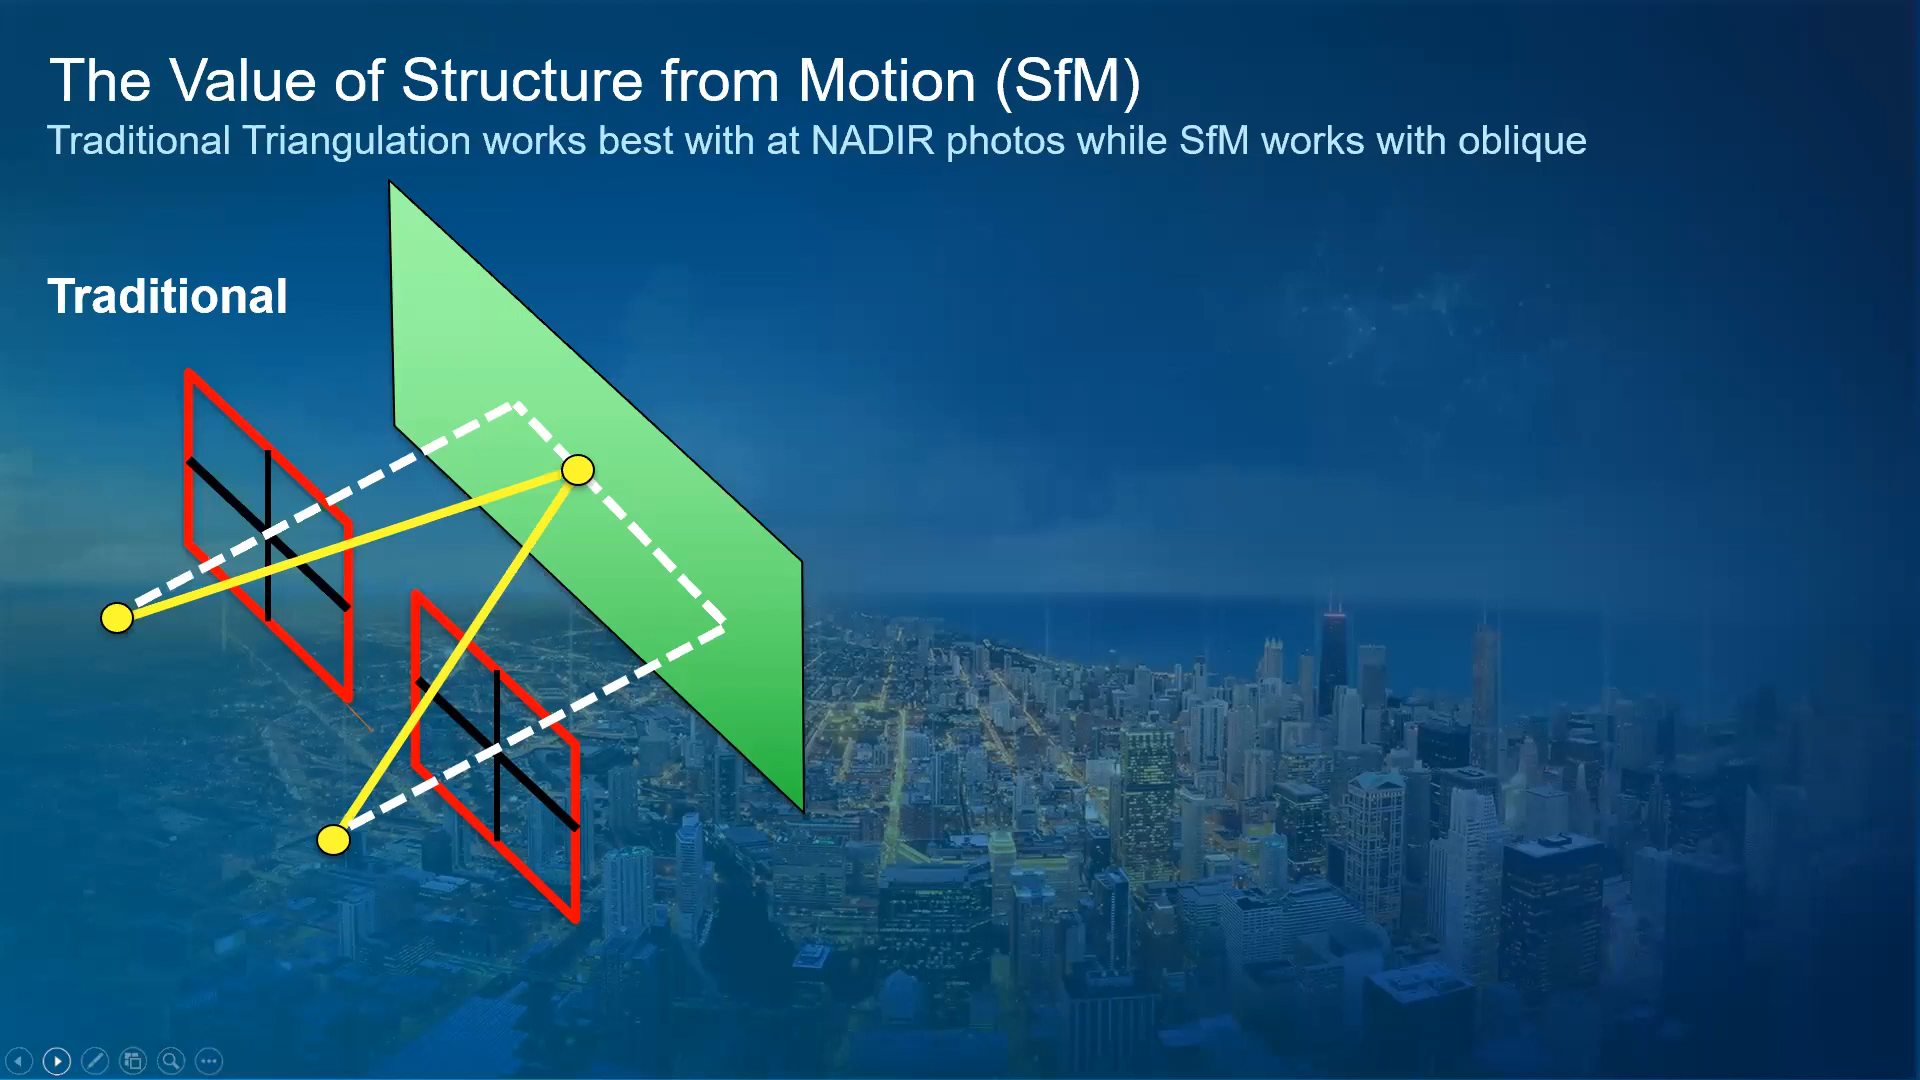 The Value of Structure from Motion (SfM)
Traditional Triangulation works best with at NADIR photos while SfM works with oblique
Traditional